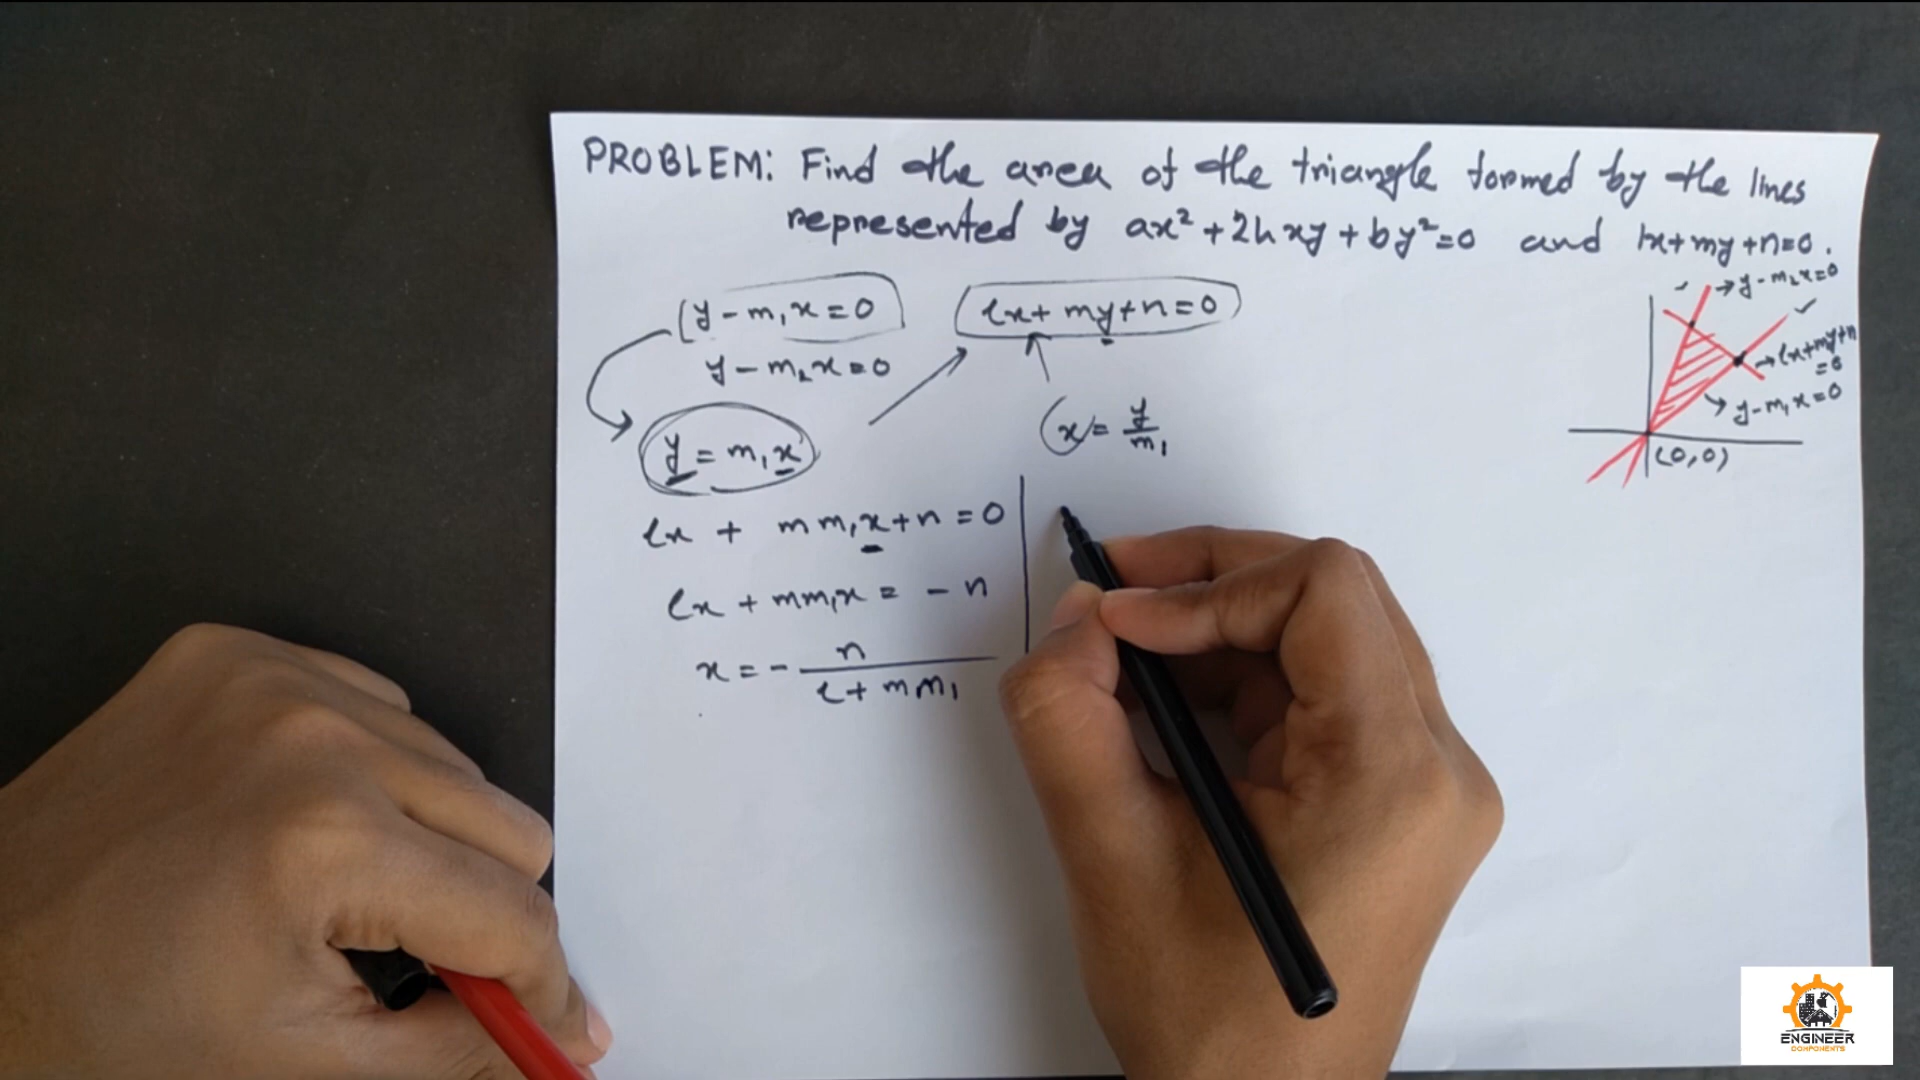 PROBLEM: Find the area of the triangle formed by the lines
represented by ax²+2hxy+by²=0 and lx+my+n=0.
y-m₁x=0
lx+my+n=0
y-m₂x=0
y=m₁x
x=y/m₁
lx + mm₁x+n=0
lx + mm₁x = -n
x = - n/(l+mm₁)
→y-m₂x=0
→lx+my+n
=0
→y-m₁x=0
(0,0)
ENGINEER
COMPONENTS